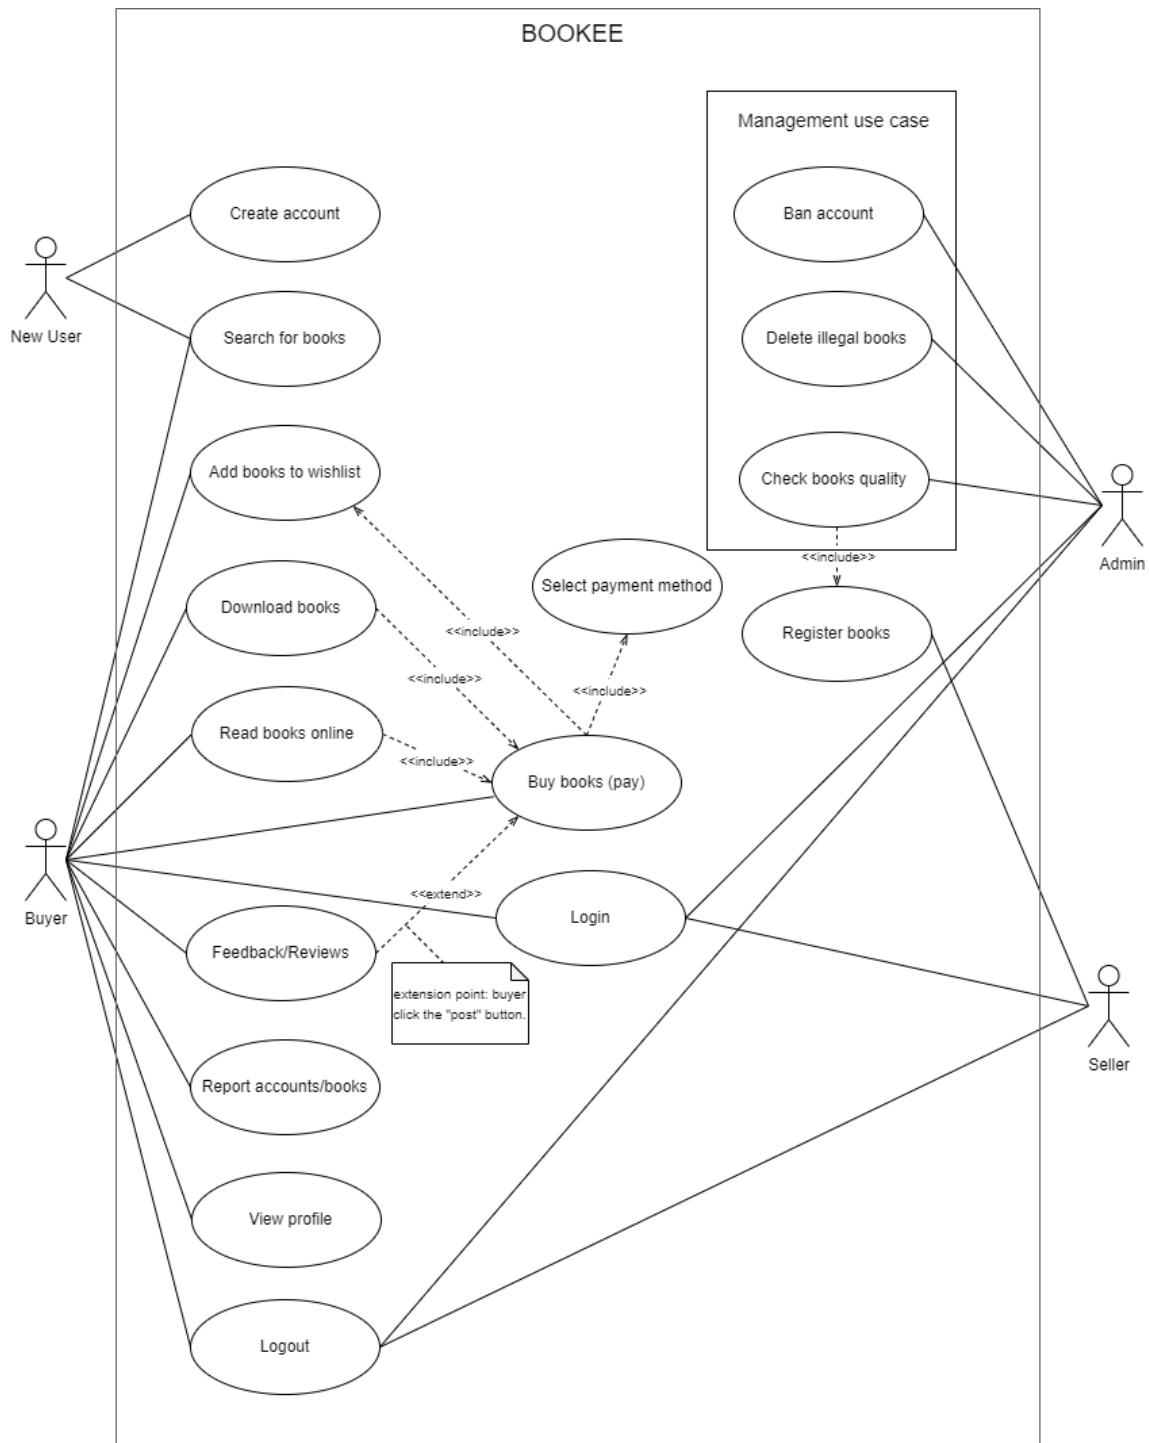 BOOKEE
Management use case
Create account
Ban account
New User
Search for books
Delete illegal books
Add books to wishlist
Check books quality
<<include>>
Admin
Select payment method
Download books
Register books
<<include>>
<<include>>
<<include>>
Read books online
<<include>>
Buy books (pay)
<<extend>>
Buyer
Login
Feedback/Reviews
extension point: buyer
click the "post" button.
Seller
Report accounts/books
View profile
Logout